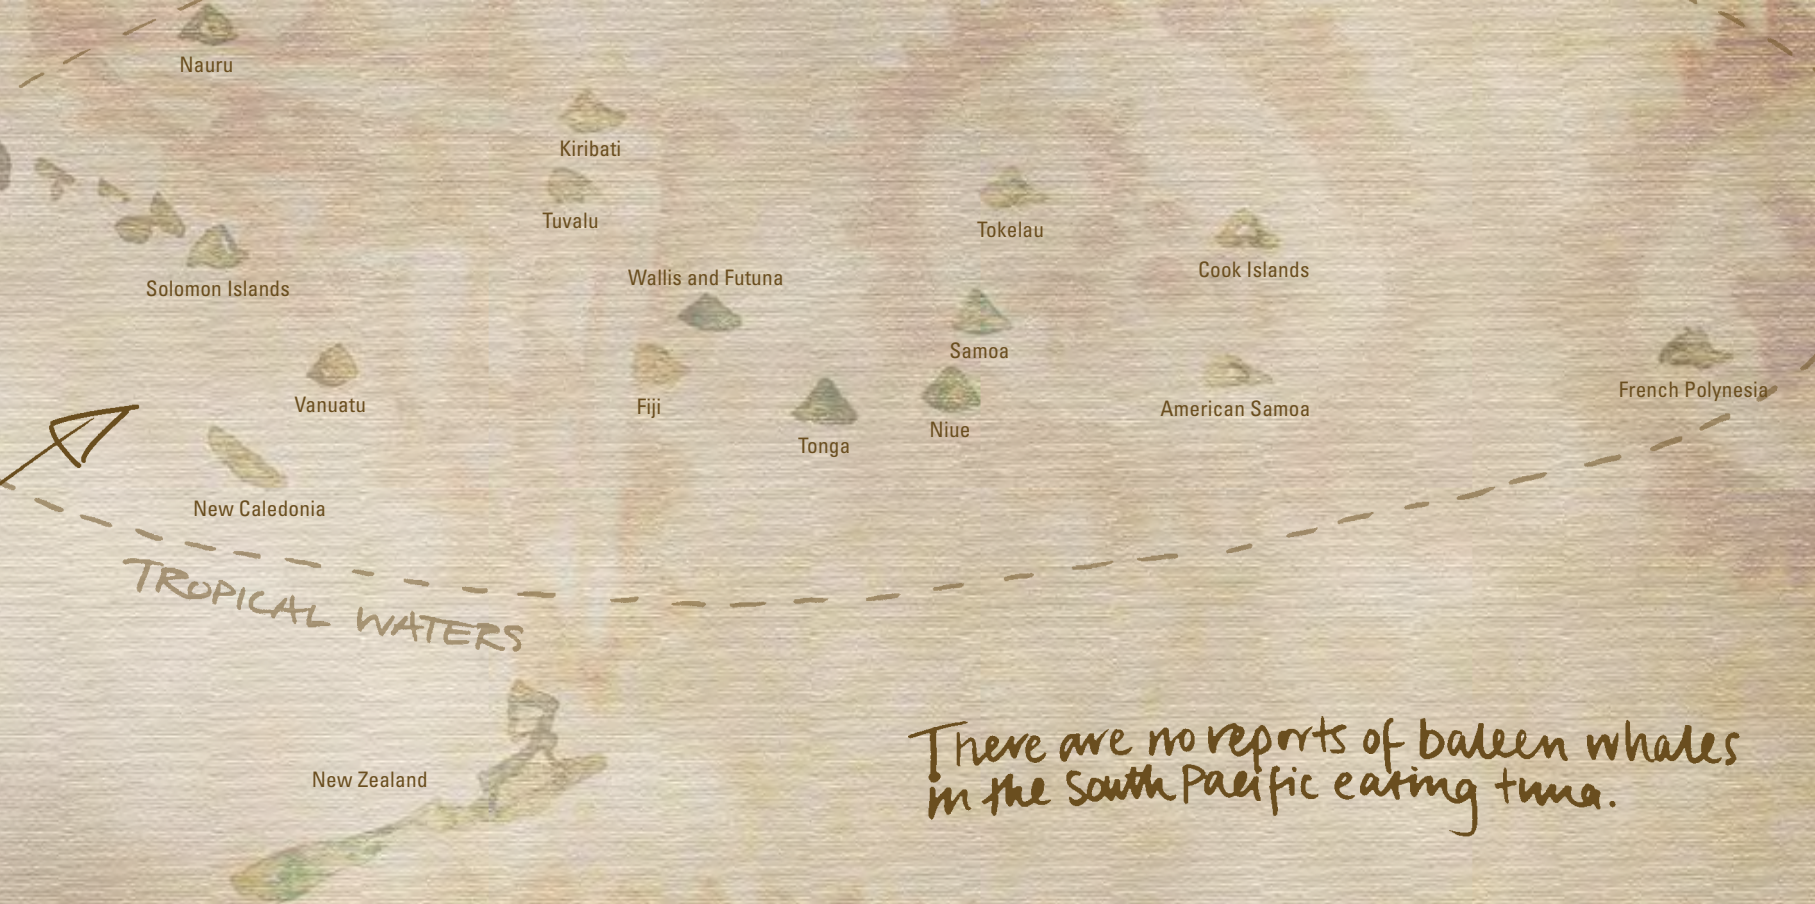 Nauru
Kiribati
Tuvalu
Tokelau
Cook Islands
Solomon Islands
Wallis and Futuna
Samoa
French Polynesia
Vanuatu
Fiji
American Samoa
Tonga
Niue
New Caledonia
TROPICAL WATERS
New Zealand
There are no reports of baleen whales
in the South Pacific eating tuna.